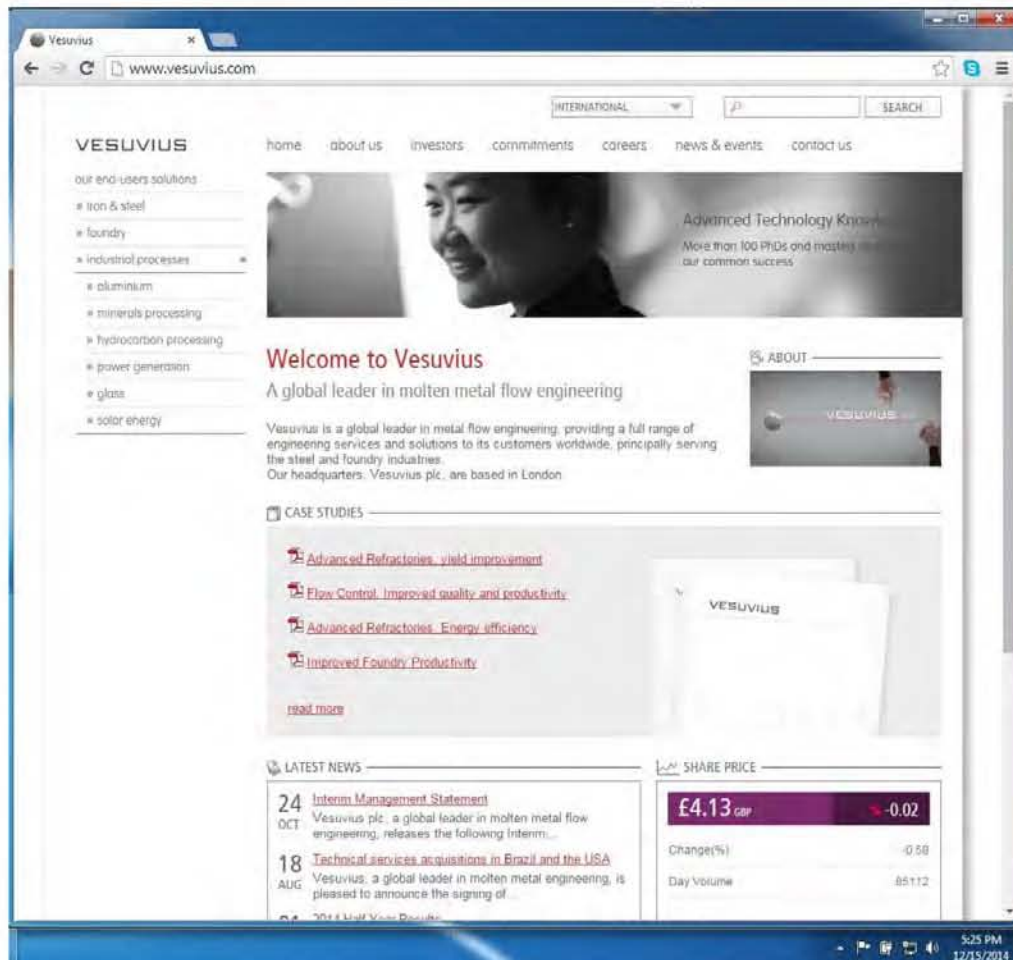 Vesuvius
www.vesuvius.com
INTERNATIONAL
SEARCH
VESUVIUS
home about us investors commitments careers news & events contact us
our end-users solutions
» iron & steel
» foundry
» industrial processes
» aluminium
» minerals processing
» hydrocarbon processing
» power generation
» glass
» solar energy
Advanced Technology
More than 100 PhDs and masters
our common success
Welcome to Vesuvius
A global leader in molten metal flow engineering
Vesuvius is a global leader in metal flow engineering, providing a full range of
engineering services and solutions to its customers worldwide, principally serving
the steel and foundry industries.
Our headquarters, Vesuvius plc, are based in London
ABOUT
VESUVIUS
CASE STUDIES
Advanced Refractories, yield improvement
Flow Control, Improved quality and productivity
Advanced Refractories, Energy efficiency
Improved Foundry Productivity
read more
VESUVIUS
LATEST NEWS
24 OCT
Interim Management Statement
Vesuvius plc, a global leader in molten metal flow
engineering, releases the following Interim...
18 AUG
Technical services acquisitions in Brazil and the USA
Vesuvius, a global leader in molten metal engineering, is
pleased to announce the signing of...
2014 Half Year Results
SHARE PRICE
£4.13 GBP -0.02
Change(%) -0.58
Day Volume 85112
5:25 PM
12/15/2014